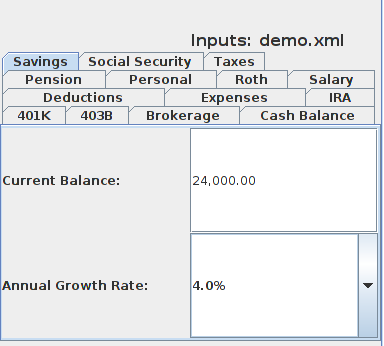 Inputs: demo.xml
Savings Social Security Taxes
Pension Personal Roth Salary
Deductions Expenses IRA
401K 403B Brokerage Cash Balance
Current Balance: 24,000.00
Annual Growth Rate: 4.0%